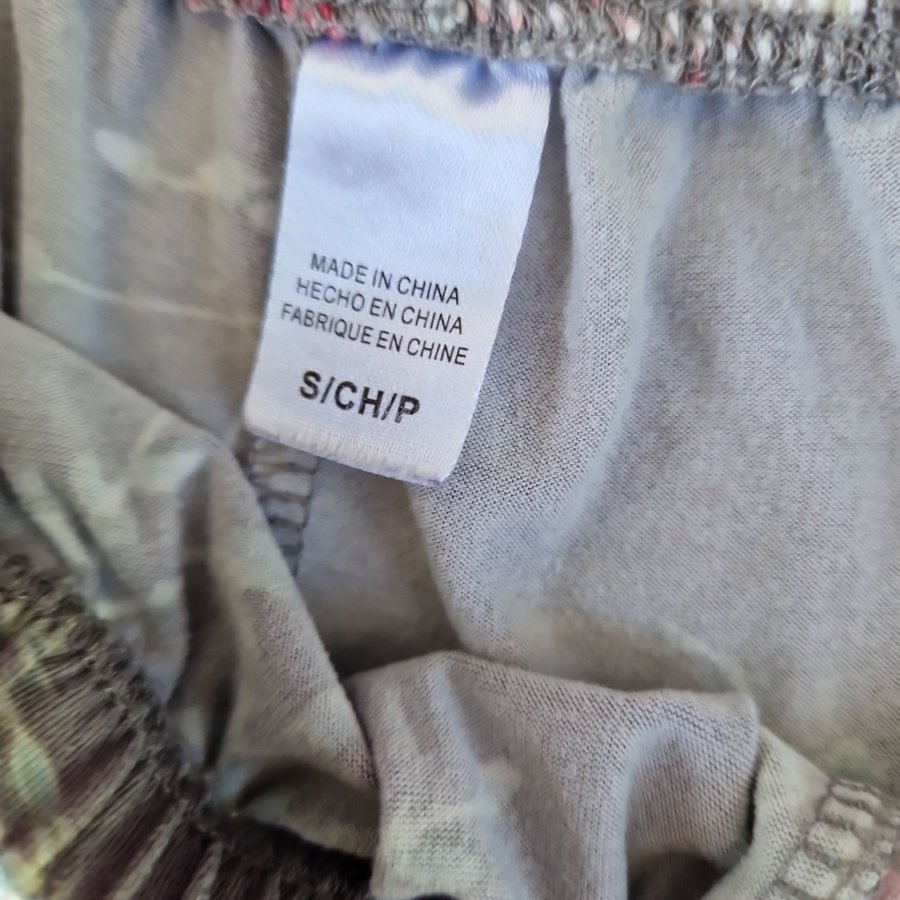 MADE IN CHINA
HECHO EN CHINA
FABRIQUE EN CHINE
S/CH/P